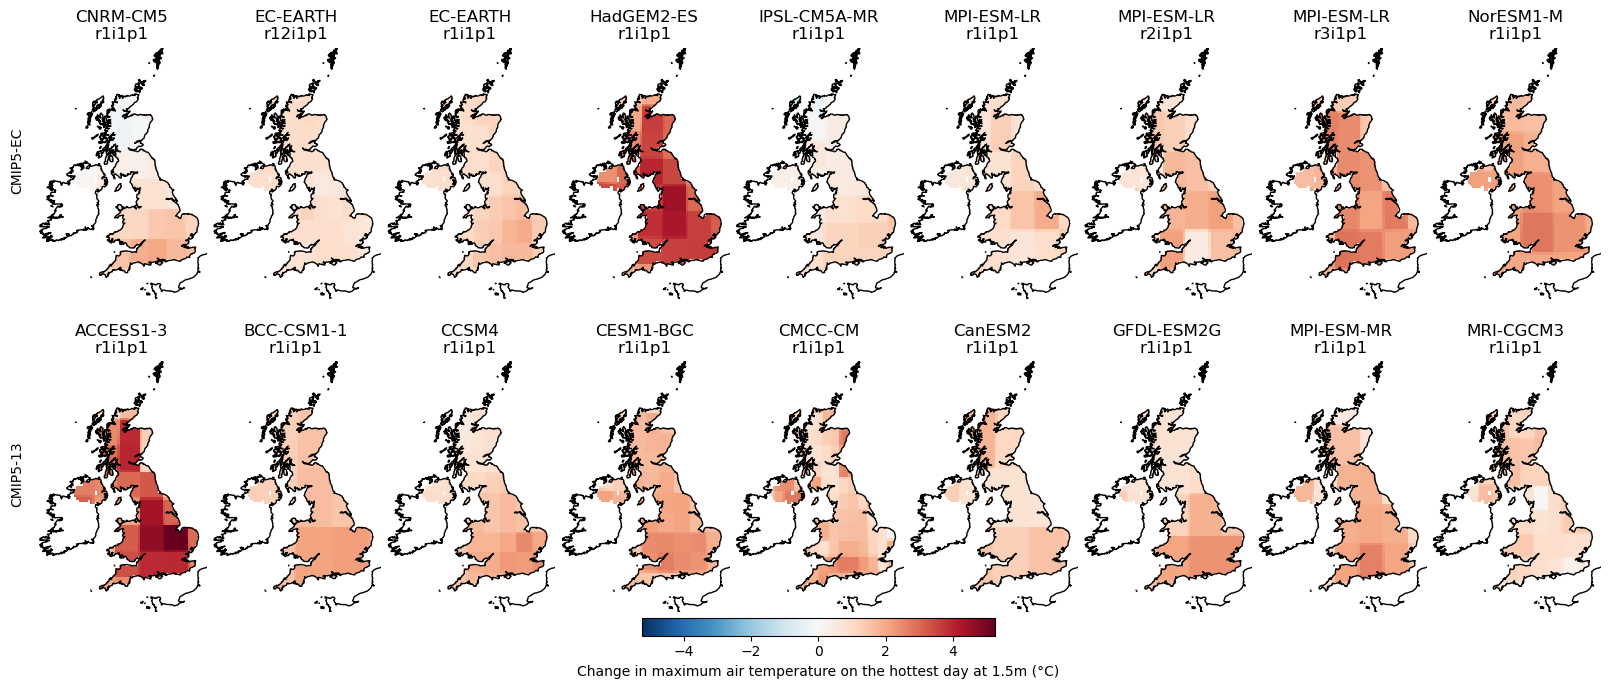 CNRM-CM5
r1i1p1
EC-EARTH
r12i1p1
EC-EARTH
r1i1p1
HadGEM2-ES
r1i1p1
IPSL-CM5A-MR
r1i1p1
MPI-ESM-LR
r1i1p1
MPI-ESM-LR
r2i1p1
MPI-ESM-LR
r3i1p1
NorESM1-M
r1i1p1
CMIP5-EC
ACCESS1-3
r1i1p1
BCC-CSM1-1
r1i1p1
CCSM4
r1i1p1
CESM1-BGC
r1i1p1
CMCC-CM
r1i1p1
CanESM2
r1i1p1
GFDL-ESM2G
r1i1p1
MPI-ESM-MR
r1i1p1
MRI-CGCM3
r1i1p1
CMIP5-13
−4 −2 0 2 4
Change in maximum air temperature on the hottest day at 1.5m (°C)